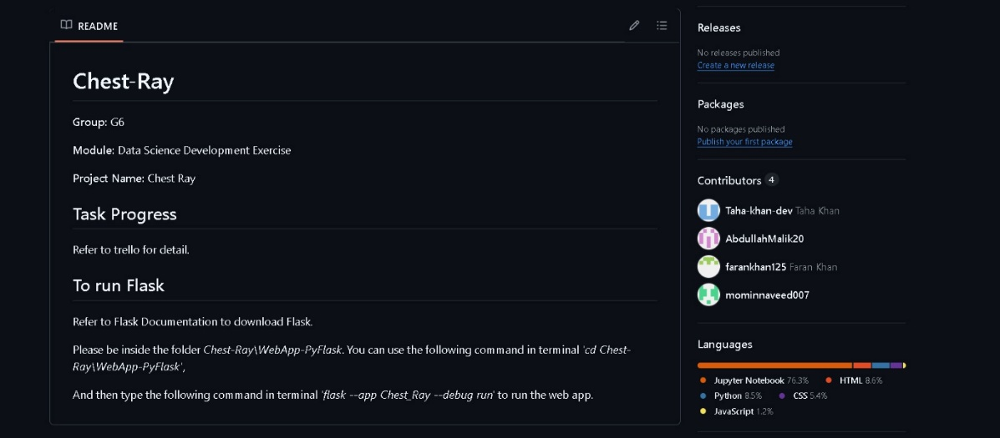 README
Chest-Ray
Group: G6
Module: Data Science Development Exercise
Project Name: Chest Ray
Task Progress
Refer to trello for detail.
To run Flask
Refer to Flask Documentation to download Flask.
Please be inside the folder Chest-Ray\WebApp-PyFlask. You can use the following command in terminal 'cd Chest-
Ray\WebApp-PyFlask',
And then type the following command in terminal 'flask --app Chest_Ray --debug run' to run the web app.
Releases
No releases published
Create a new release
Packages
No packages published
Publish your first package
Contributors 4
Taha-khan-dev Taha Khan
AbdullahMalik20
farankhan125 Faran Khan
mominnaveed007
Languages
Jupyter Notebook 76.3% HTML 8.6%
Python 8.5% CSS 5.4%
JavaScript 1.2%